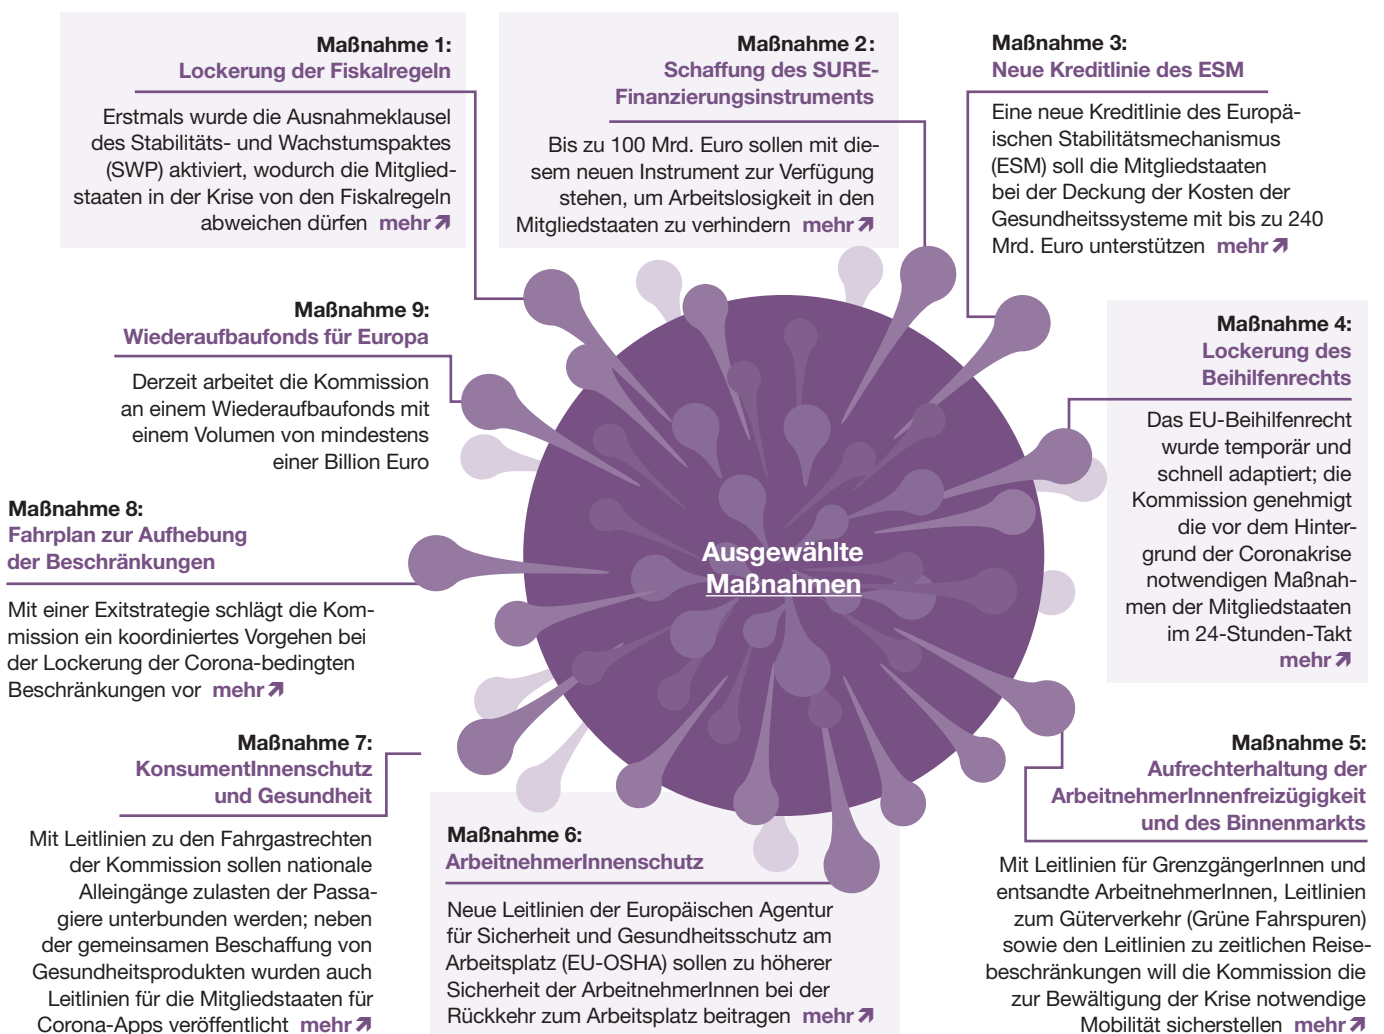 Maßnahme 1:
Lockerung der Fiskalregeln
Erstmals wurde die Ausnahmeklausel
des Stabilitäts- und Wachstumspaktes
(SWP) aktiviert, wodurch die Mitglied-
staaten in der Krise von den Fiskalregeln
abweichen dürfen mehr ↗
Maßnahme 2:
Schaffung des SURE-
Finanzierungsinstruments
Bis zu 100 Mrd. Euro sollen mit die-
sem neuen Instrument zur Verfügung
stehen, um Arbeitslosigkeit in den
Mitgliedstaaten zu verhindern mehr ↗
Maßnahme 3:
Neue Kreditlinie des ESM
Eine neue Kreditlinie des Europä-
ischen Stabilitätsmechanismus
(ESM) soll die Mitgliedstaaten
bei der Deckung der Kosten der
Gesundheitssysteme mit bis zu 240
Mrd. Euro unterstützen mehr ↗
Maßnahme 4:
Lockerung des
Beihilfenrechts
Das EU-Beihilfenrecht
wurde temporär und
schnell adaptiert; die
Kommission genehmigt
die vor dem Hinter-
grund der Coronakrise
notwendigen Maßnah-
men der Mitgliedstaaten
im 24-Stunden-Takt
mehr ↗
Maßnahme 9:
Wiederaufbaufonds für Europa
Derzeit arbeitet die Kommission
an einem Wiederaufbaufonds mit
einem Volumen von mindestens
einer Billion Euro
Maßnahme 8:
Fahrplan zur Aufhebung
der Beschränkungen
Mit einer Exitstrategie schlägt die Kom-
mission ein koordiniertes Vorgehen bei
der Lockerung der Corona-bedingten
Beschränkungen vor mehr ↗
Ausgewählte
Maßnahmen
Maßnahme 7:
KonsumentInnenschutz
und Gesundheit
Mit Leitlinien zu den Fahrgastrechten
der Kommission sollen nationale
Alleingänge zulasten der Passa-
giere unterbunden werden; neben
der gemeinsamen Beschaffung von
Gesundheitsprodukten wurden auch
Leitlinien für die Mitgliedstaaten für
Corona-Apps veröffentlicht mehr ↗
Maßnahme 6:
ArbeitnehmerInnenschutz
Neue Leitlinien der Europäischen Agentur
für Sicherheit und Gesundheitsschutz am
Arbeitsplatz (EU-OSHA) sollen zu höherer
Sicherheit der ArbeitnehmerInnen bei der
Rückkehr zum Arbeitsplatz beitragen mehr ↗
Maßnahme 5:
Aufrechterhaltung der
ArbeitnehmerInnenfreizügigkeit
und des Binnenmarkts
Mit Leitlinien für GrenzgängerInnen und
entsandte ArbeitnehmerInnen, Leitlinien
zum Güterverkehr (Grüne Fahrspuren)
sowie den Leitlinien zu zeitlichen Reise-
beschränkungen will die Kommission die
zur Bewältigung der Krise notwendige
Mobilität sicherstellen mehr ↗